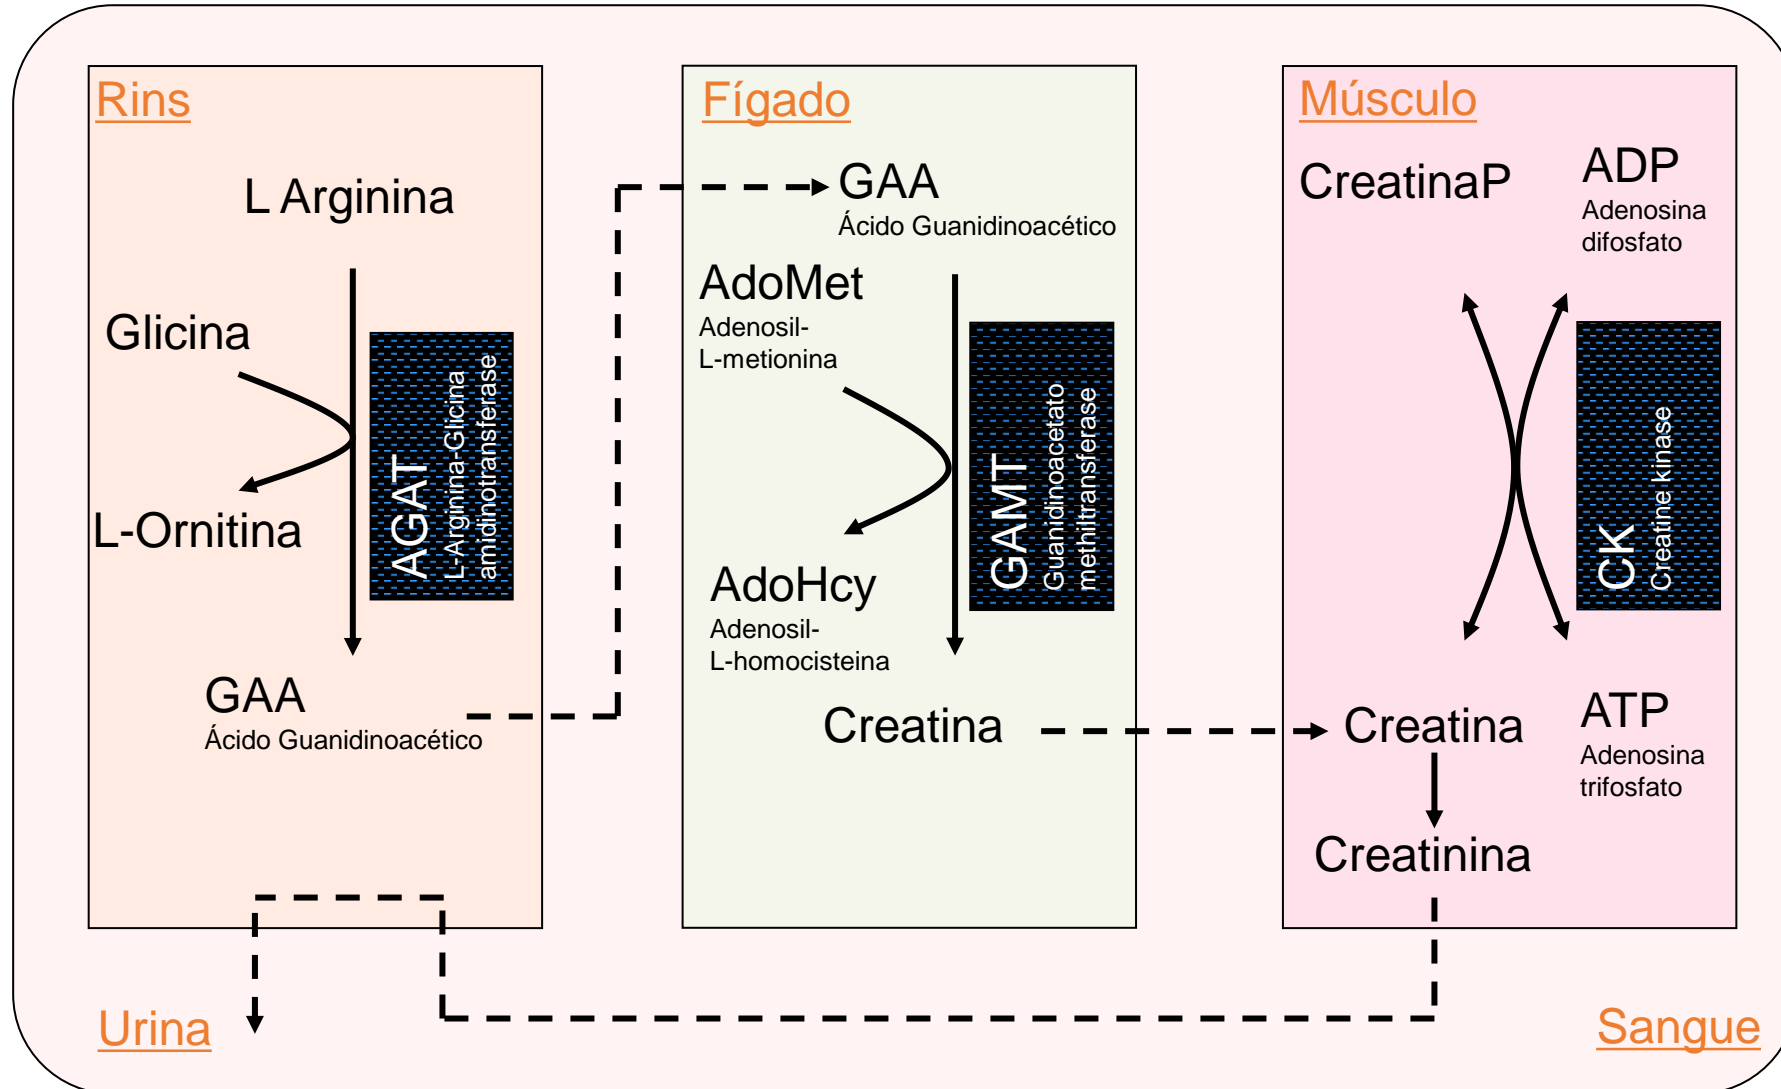 Rins
L Arginina
Glicina
L-Ornitina
AGAT
L-Arginina-Glicina
amidinotransferase
GAA
Ácido Guanidinoacético
Fígado
GAA
Ácido Guanidinoacético
AdoMet
Adenosil-
L-metionina
GAMT
Guanidinoacetato
methiltransferase
AdoHcy
Adenosil-
L-homocisteina
Creatina
Músculo
CreatinaP
ADP
Adenosina
difosfato
CK
Creatine kinase
Creatina
ATP
Adenosina
trifosfato
Creatinina
Urina
Sangue